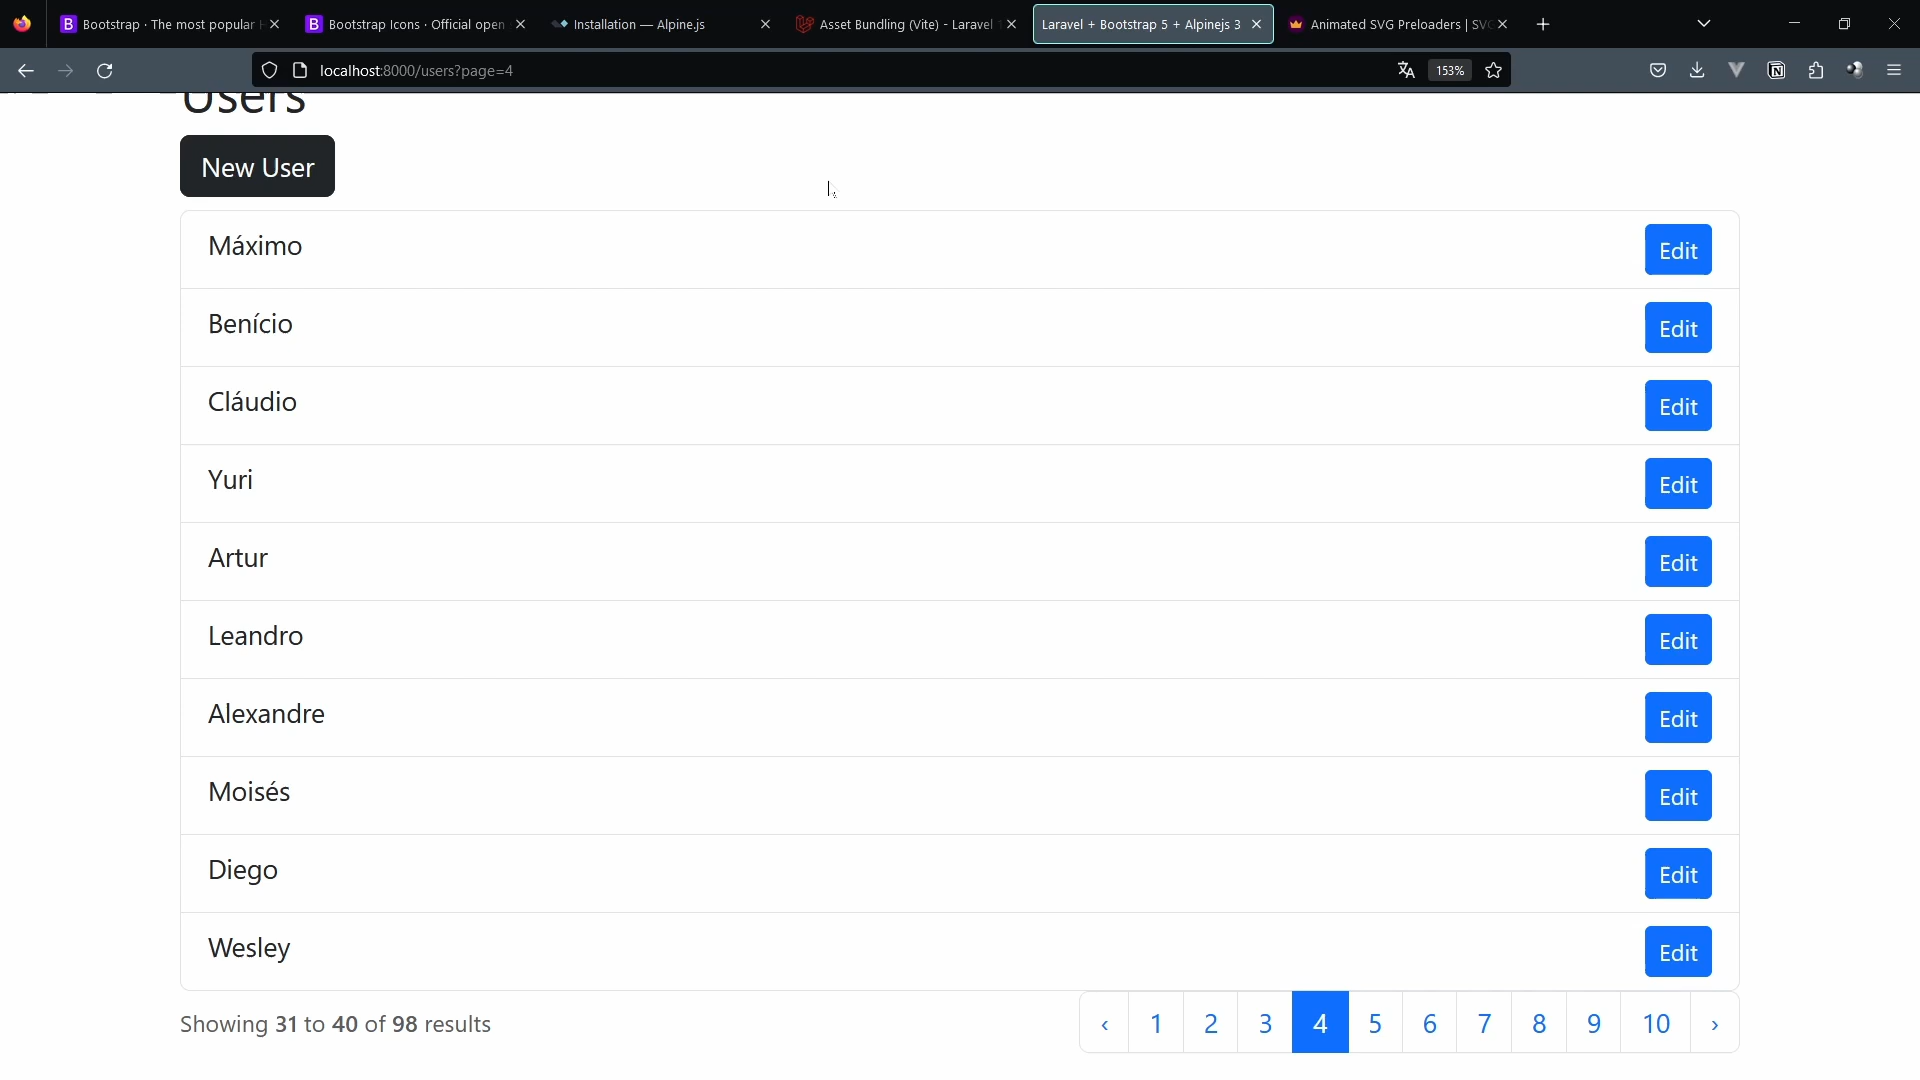 Bootstrap · The most popular
Bootstrap Icons · Official open
Installation — Alpine.js
Asset Bundling (Vite) - Laravel
Laravel + Bootstrap 5 + Alpinejs 3
Animated SVG Preloaders | SVG
localhost:8000/users?page=4
153%
Users
New User
Máximo Edit
Benício Edit
Cláudio Edit
Yuri Edit
Artur Edit
Leandro Edit
Alexandre Edit
Moisés Edit
Diego Edit
Wesley Edit
Showing 31 to 40 of 98 results
‹ 1 2 3 4 5 6 7 8 9 10 ›